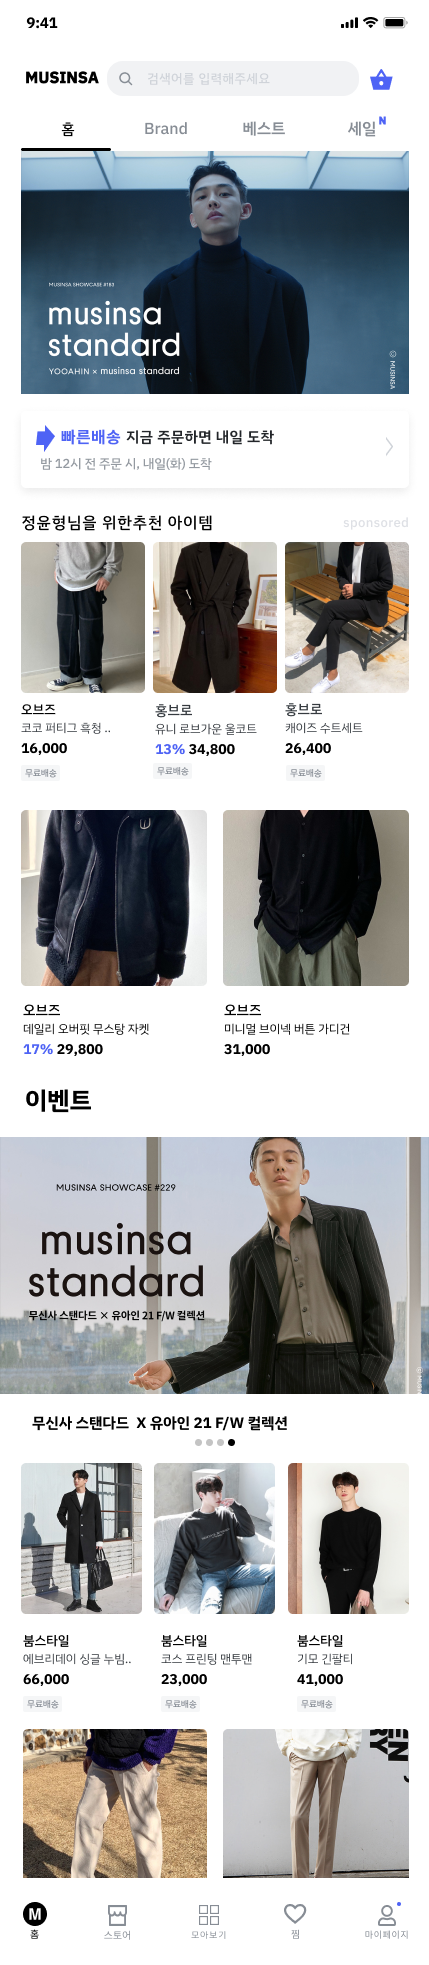 9:41
MUSINSA
검색어를 입력해주세요
홈 Brand 베스트 세일 N
MUSINSA SHOWCASE #180
musinsa
standard
YOOAHIN × musinsa standard
© MUSINSA
빠른배송 지금 주문하면 내일 도착
밤 12시 전 주문 시, 내일(화) 도착
정윤형님을 위한추천 아이템 sponsored
오브즈 홍브로 홍브로
코코 퍼티그 흑청 .. 유니 로브가운 울코트 캐이즈 수트세트
16,000 13% 34,800 26,400
무료배송 무료배송 무료배송
오브즈 오브즈
데일리 오버핏 무스탕 자켓 미니멀 브이넥 버튼 가디건
17% 29,800 31,000
이벤트
MUSINSA SHOWCASE #229
musinsa
standard
무신사 스탠다드 × 유아인 21 F/W 컬렉션
무신사 스탠다드 X 유아인 21 F/W 컬렉션
붐스타일 붐스타일 붐스타일
에브리데이 싱글 누빔.. 코스 프린팅 맨투맨 기모 긴팔티
66,000 23,000 41,000
무료배송 무료배송 무료배송
M
홈 스토어 모아보기 찜 마이페이지